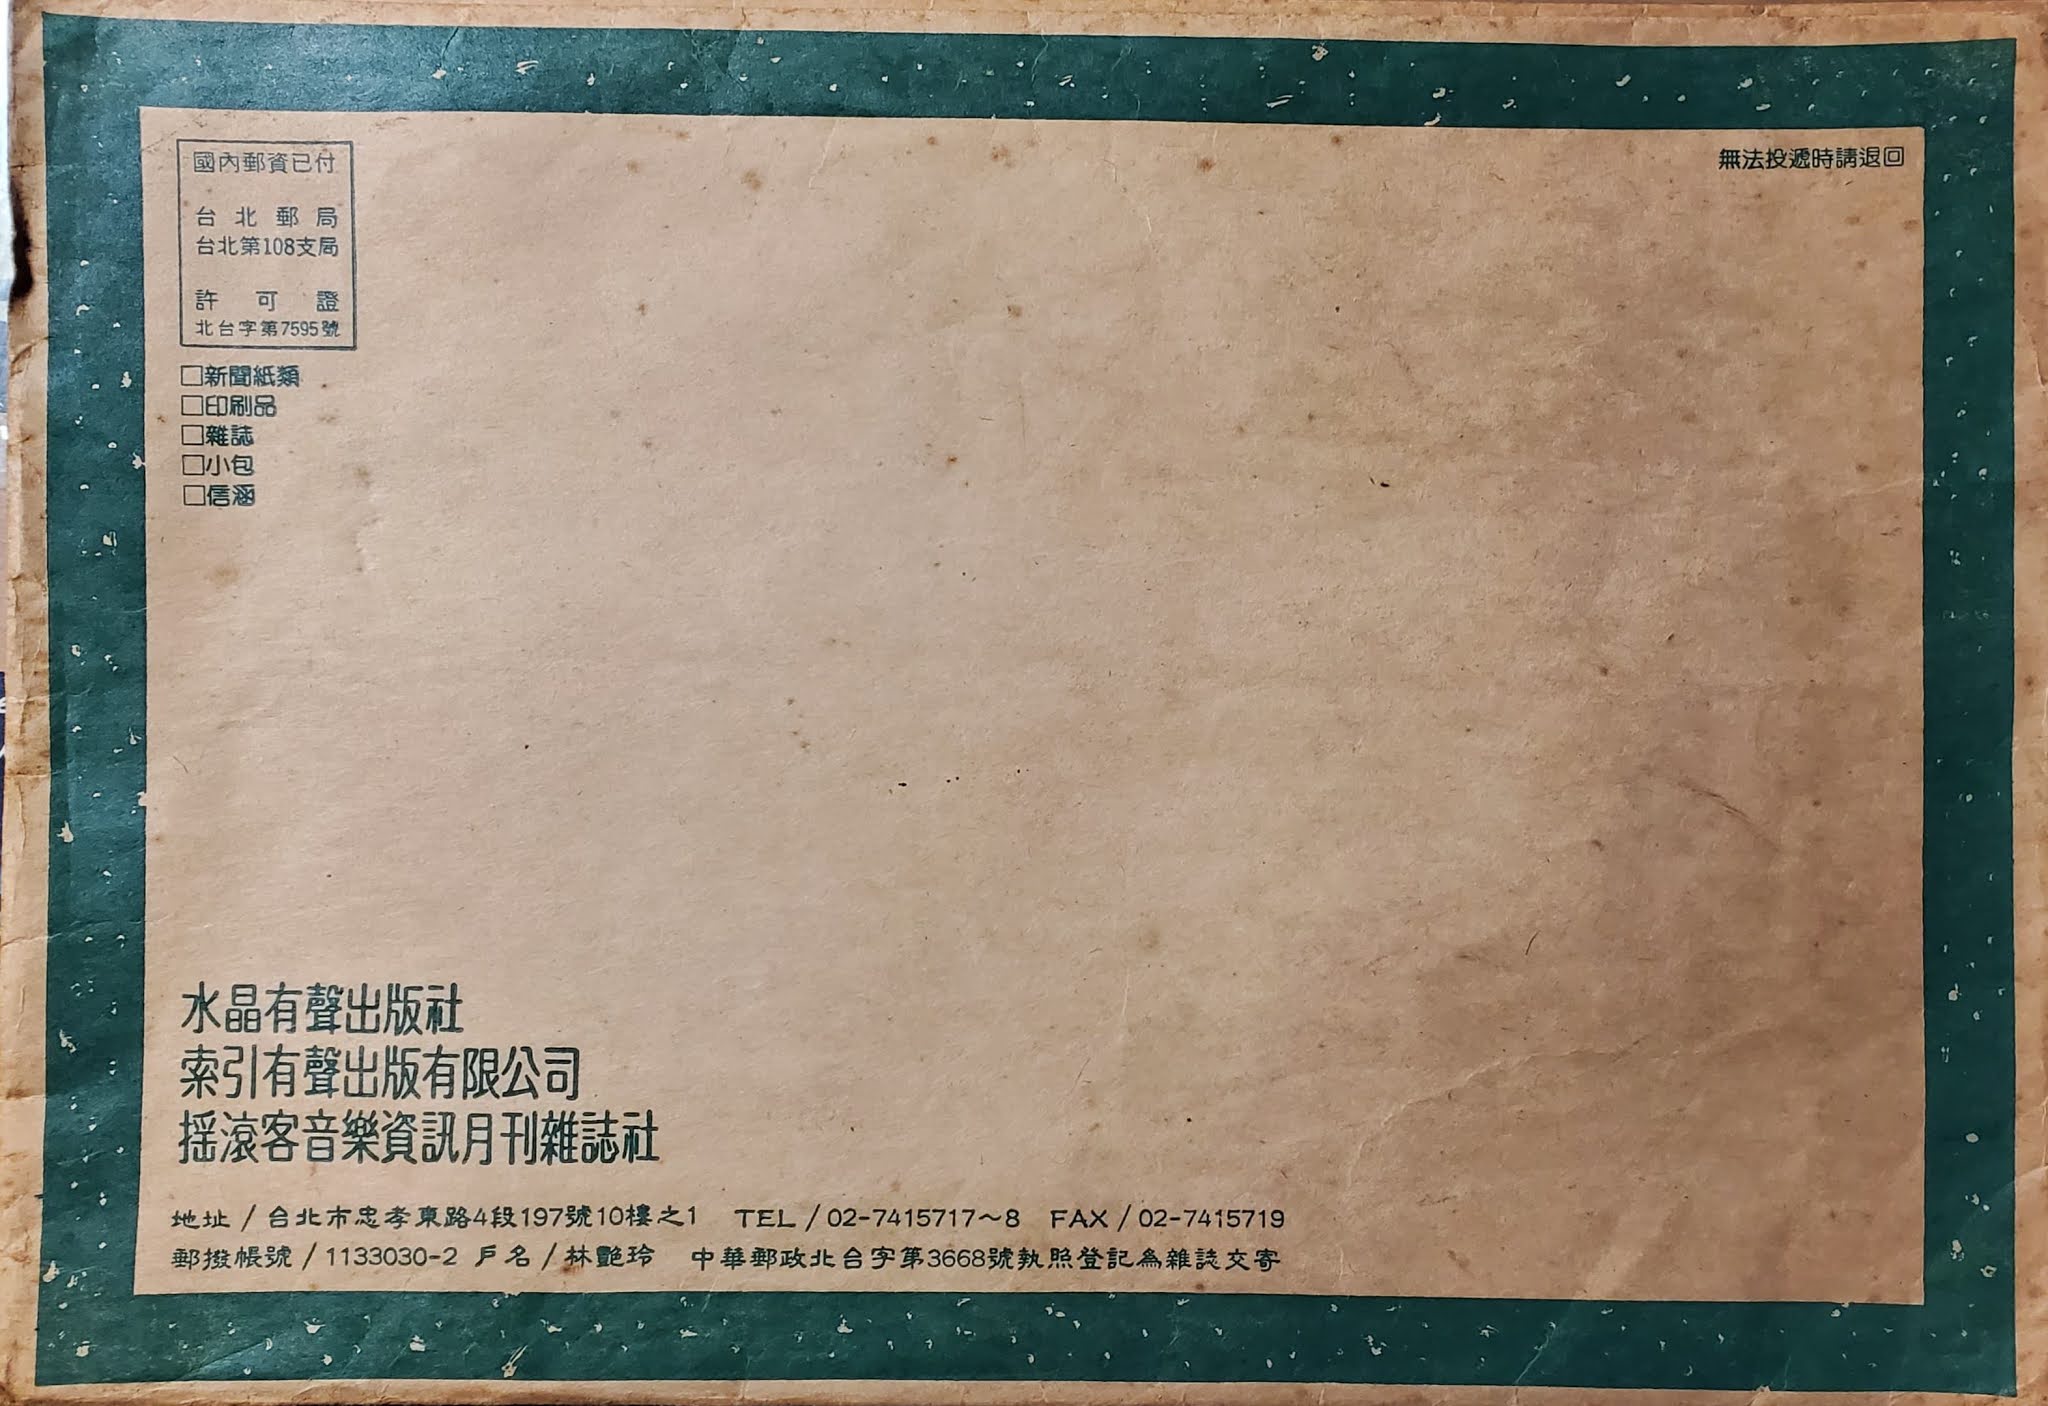 國內郵資已付
台北郵局
台北第108支局
許可證
北台字第7595號
無法投遞時請退回
□新聞紙類
□印刷品
□雜誌
□小包
□信涵
水晶有聲出版社
索引有聲出版有限公司
搖滾客音樂資訊月刊雜誌社
地址/台北市忠孝東路4段197號10樓之1 TEL/02-7415717~8 FAX/02-7415719
郵撥帳號/1133030-2 戶名/林艷玲 中華郵政北台字第3668號執照登記為雜誌交寄